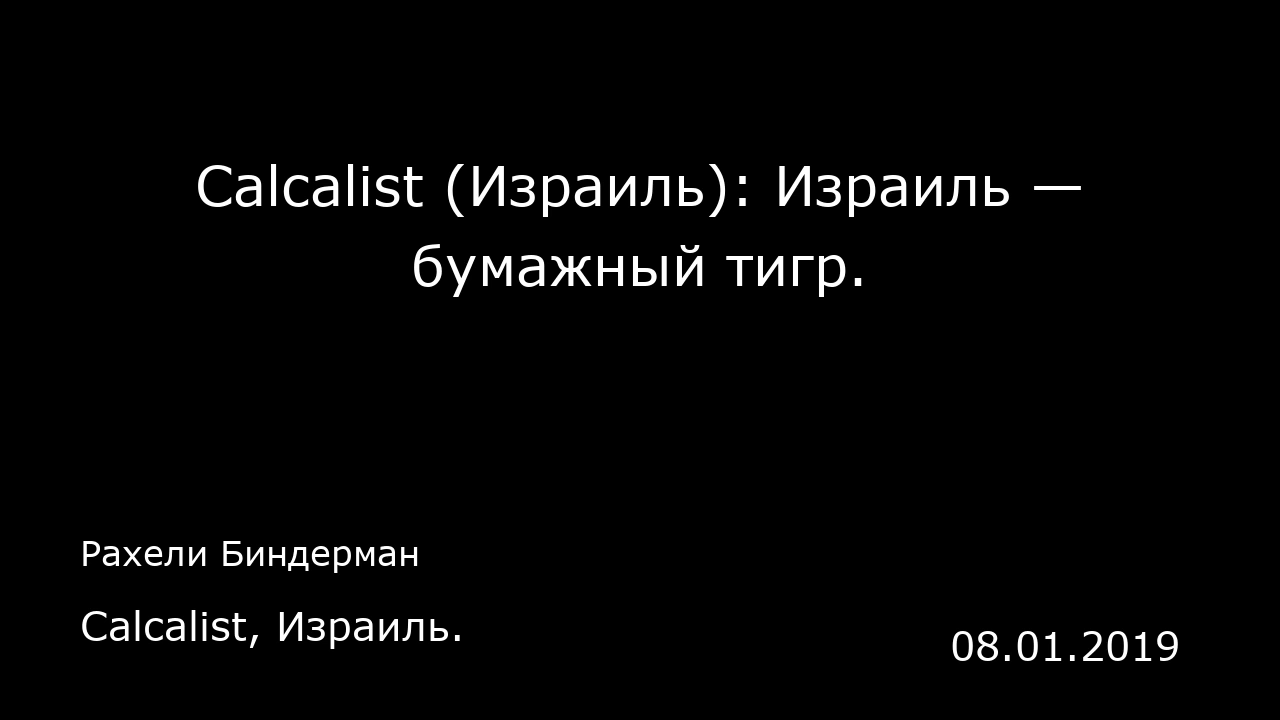 Calcalist (Израиль): Израиль —
бумажный тигр.
Рахели Биндерман
Calcalist, Израиль.
08.01.2019